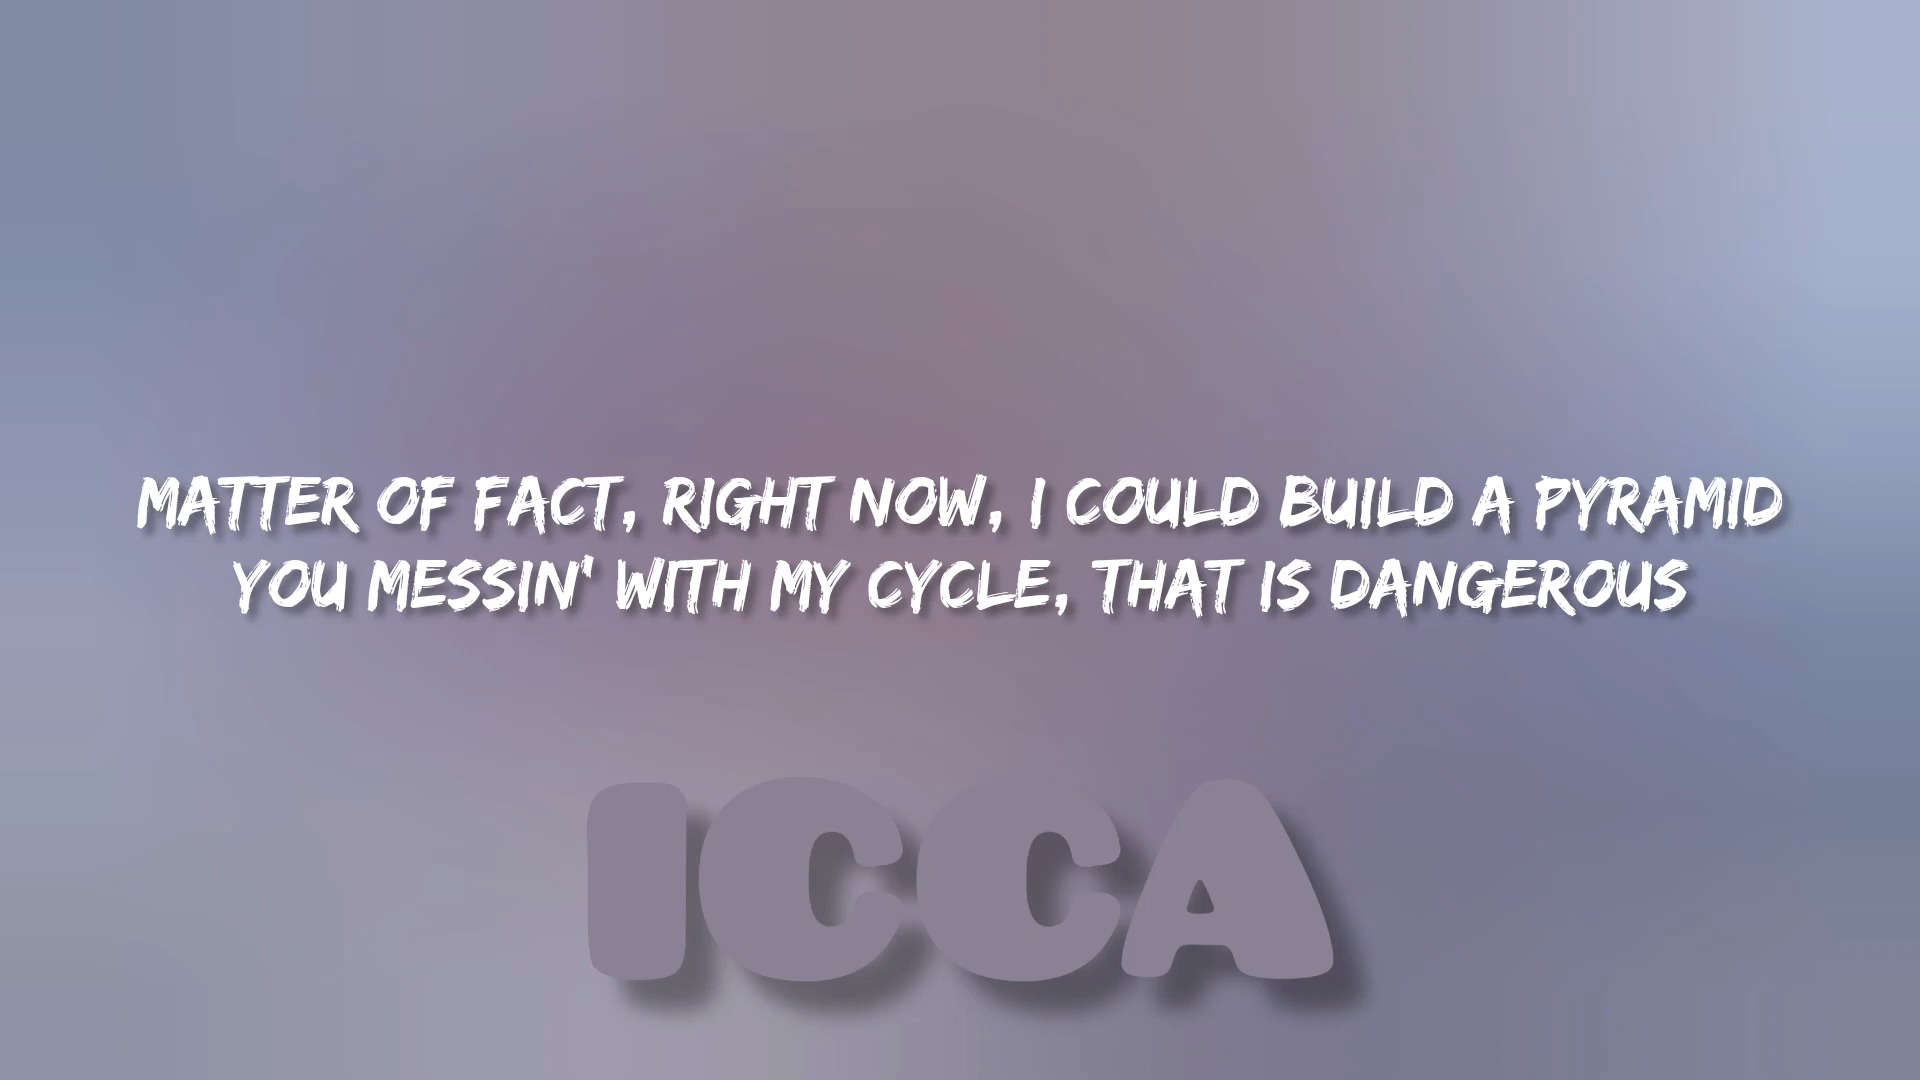 MATTER OF FACT, RIGHT NOW, I COULD BUILD A PYRAMID
YOU MESSIN' WITH MY CYCLE, THAT IS DANGEROUS
ICCA